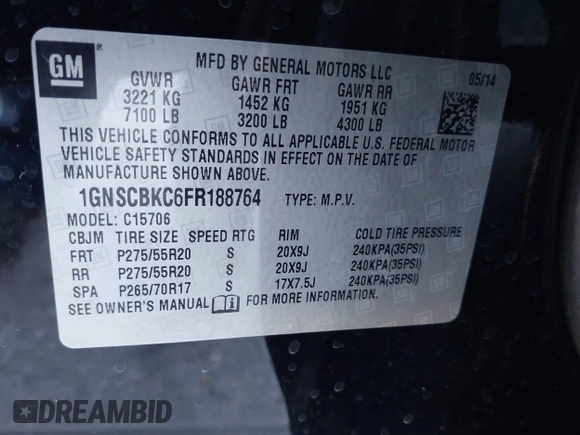 GM
MFD BY GENERAL MOTORS LLC
05/14
GVWR GAWR FRT GAWR RR
3221 KG 1452 KG 1951 KG
7100 LB 3200 LB 4300 LB
THIS VEHICLE CONFORMS TO ALL APPLICABLE U.S. FEDERAL MOTOR
VEHICLE SAFETY STANDARDS IN EFFECT ON THE DATE OF
MANUFACTURE SHOWN ABOVE.
1GNSCBKC6FR188764 TYPE: M.P.V.
MODEL: C15706
CBJM TIRE SIZE SPEED RTG RIM COLD TIRE PRESSURE
FRT P275/55R20 S 20X9J 240KPA(35PSI)
RR P275/55R20 S 20X9J 240KPA(35PSI)
SPA P265/70R17 S 17X7.5J 240KPA(35PSI)
SEE OWNER'S MANUAL FOR MORE INFORMATION.
DREAMBID